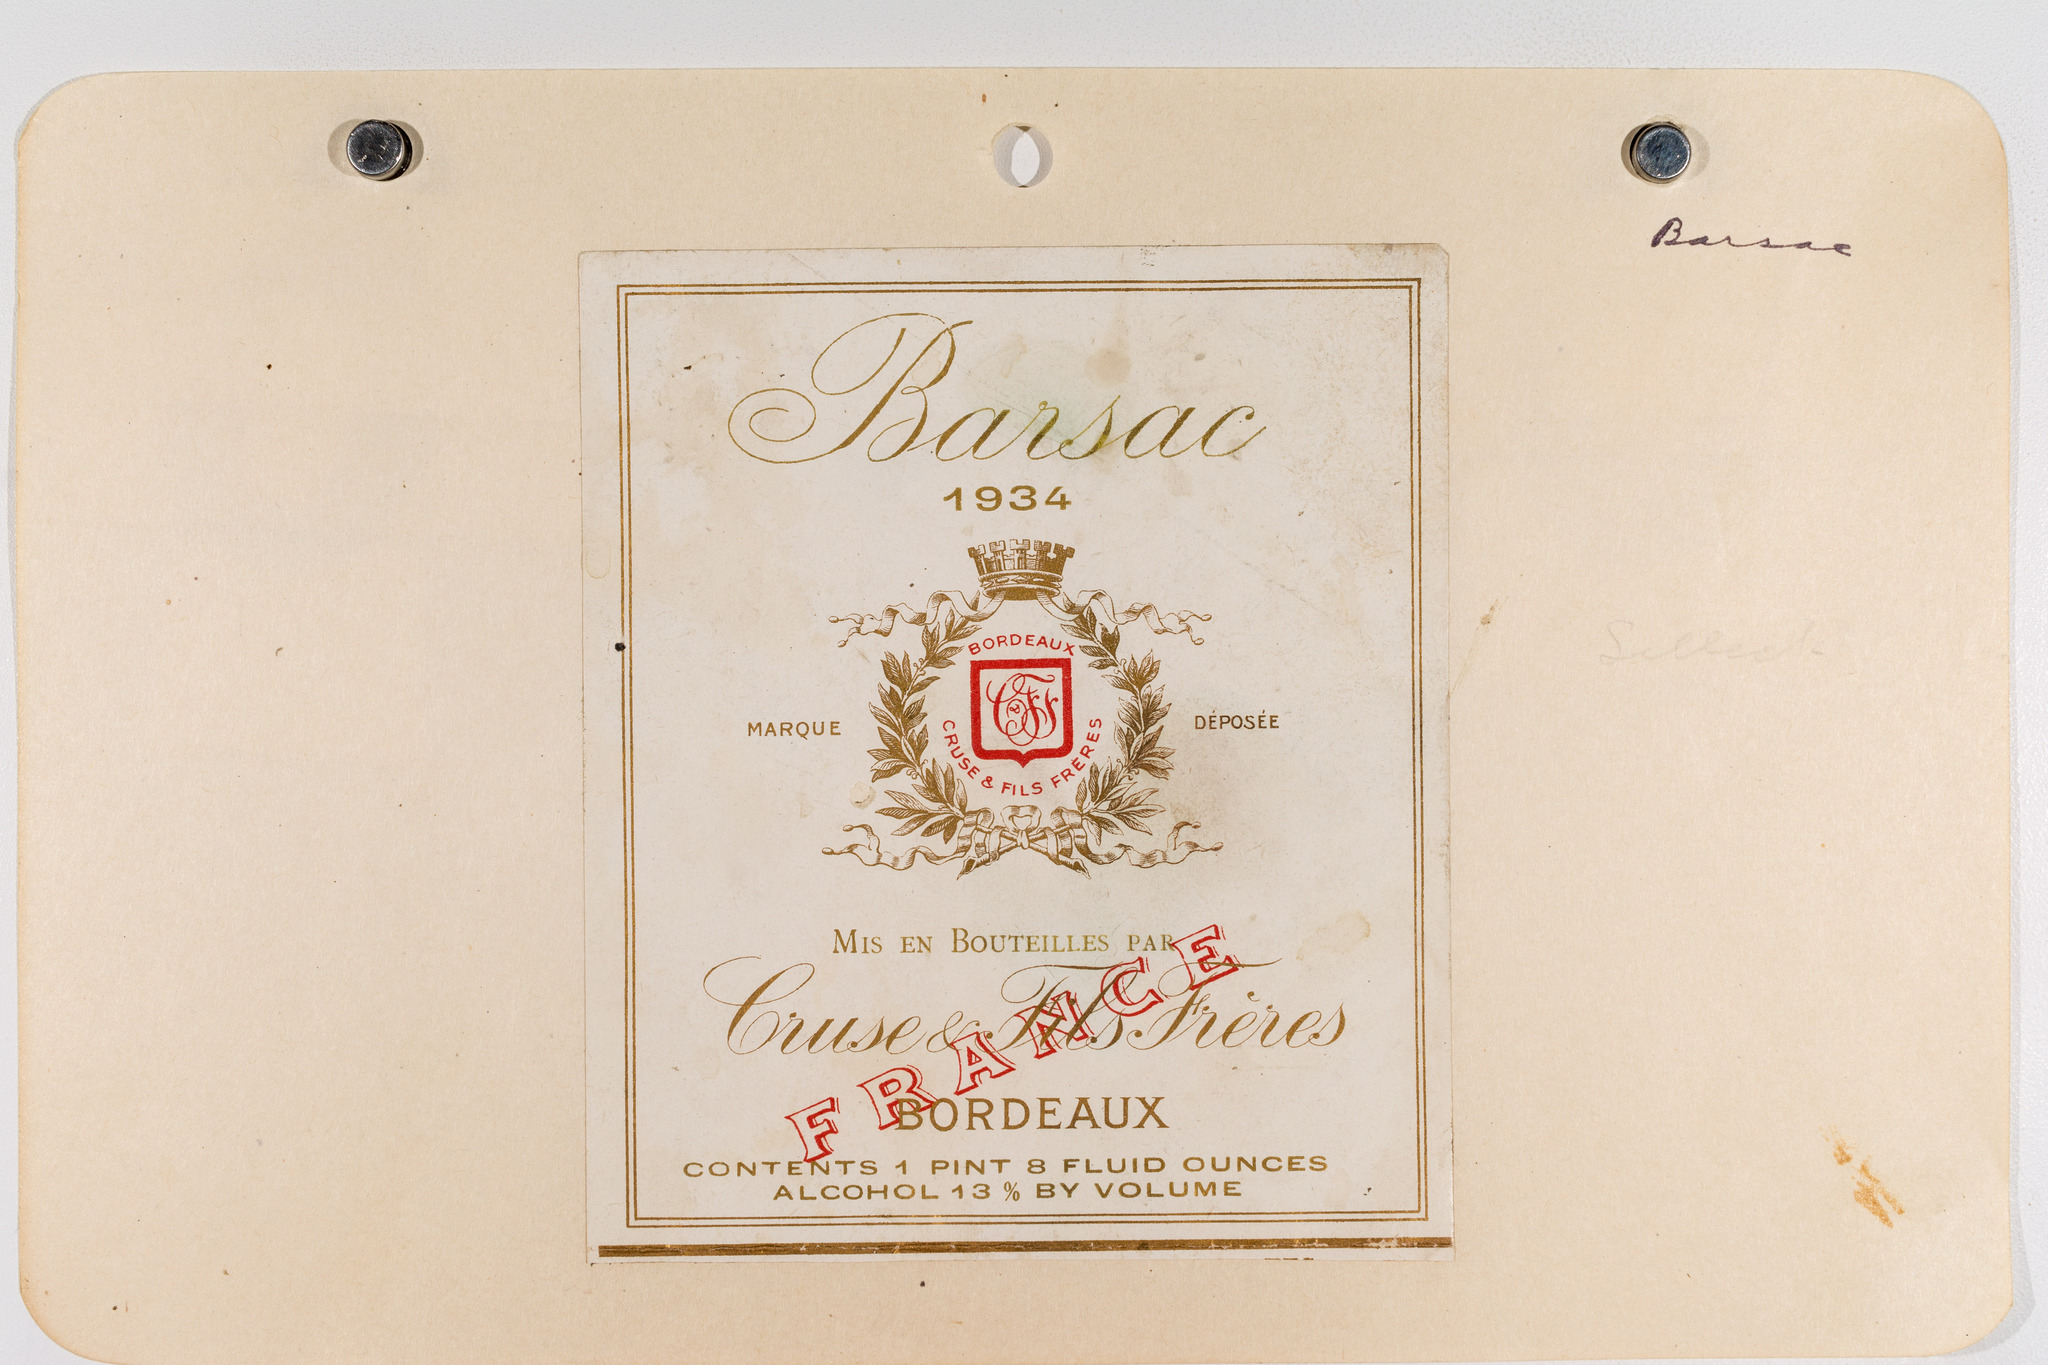 Barsac
Barsac
1934
BORDEAUX
C&FF
MARQUE
DÉPOSÉE
CRUSE & FILS FRÈRES
MIS EN BOUTEILLES PAR
Cruse & Fils Frères
FRANCE
BORDEAUX
CONTENTS 1 PINT 8 FLUID OUNCES
ALCOHOL 13% BY VOLUME